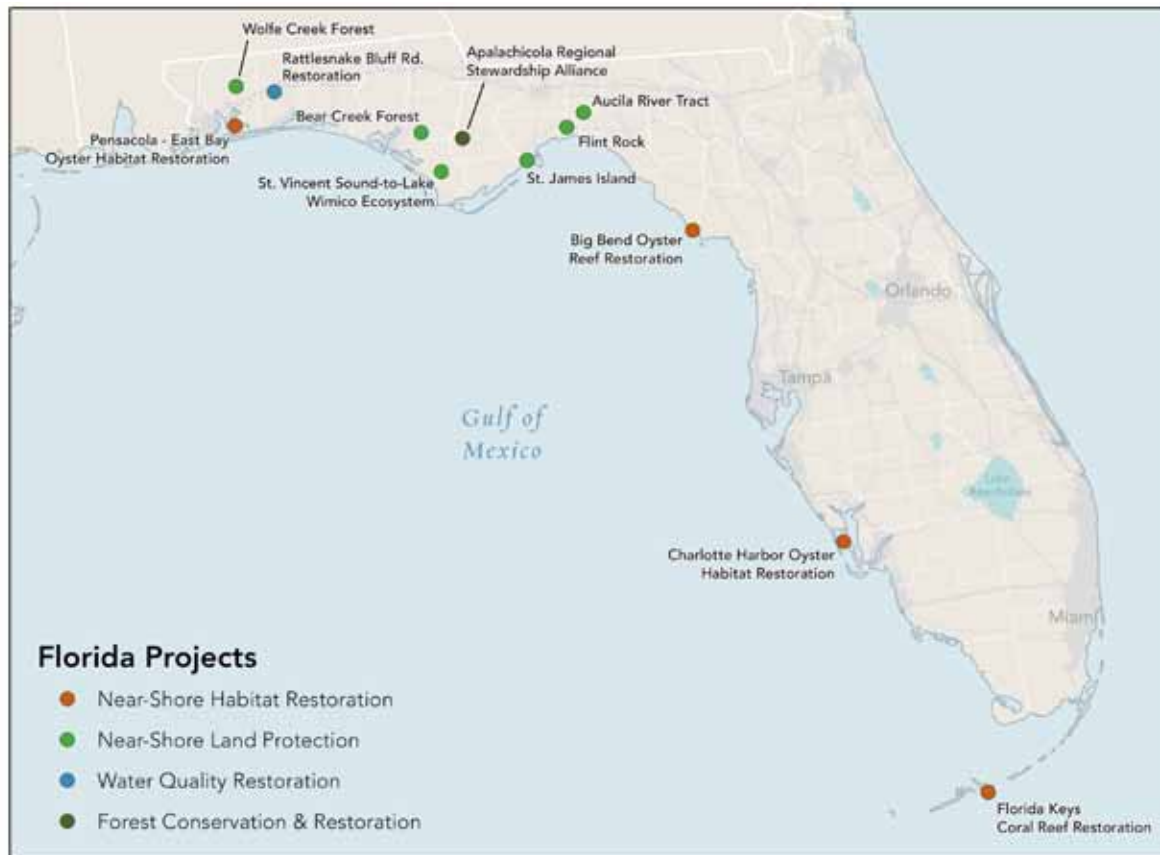 Wolfe Creek Forest
Rattlesnake Bluff Rd.
Restoration
Apalachicola Regional
Stewardship Alliance
Bear Creek Forest
Aucila River Tract
Pensacola - East Bay
Oyster Habitat Restoration
Flint Rock
St. Vincent Sound-to-Lake
Wimico Ecosystem
St. James Island
Big Bend Oyster
Reef Restoration
Orlando
Tampa
Gulf of
Mexico
Lake
Okeechobee
Charlotte Harbor Oyster
Habitat Restoration
Miami
Florida Projects
Near-Shore Habitat Restoration
Near-Shore Land Protection
Water Quality Restoration
Forest Conservation & Restoration
Florida Keys
Coral Reef Restoration